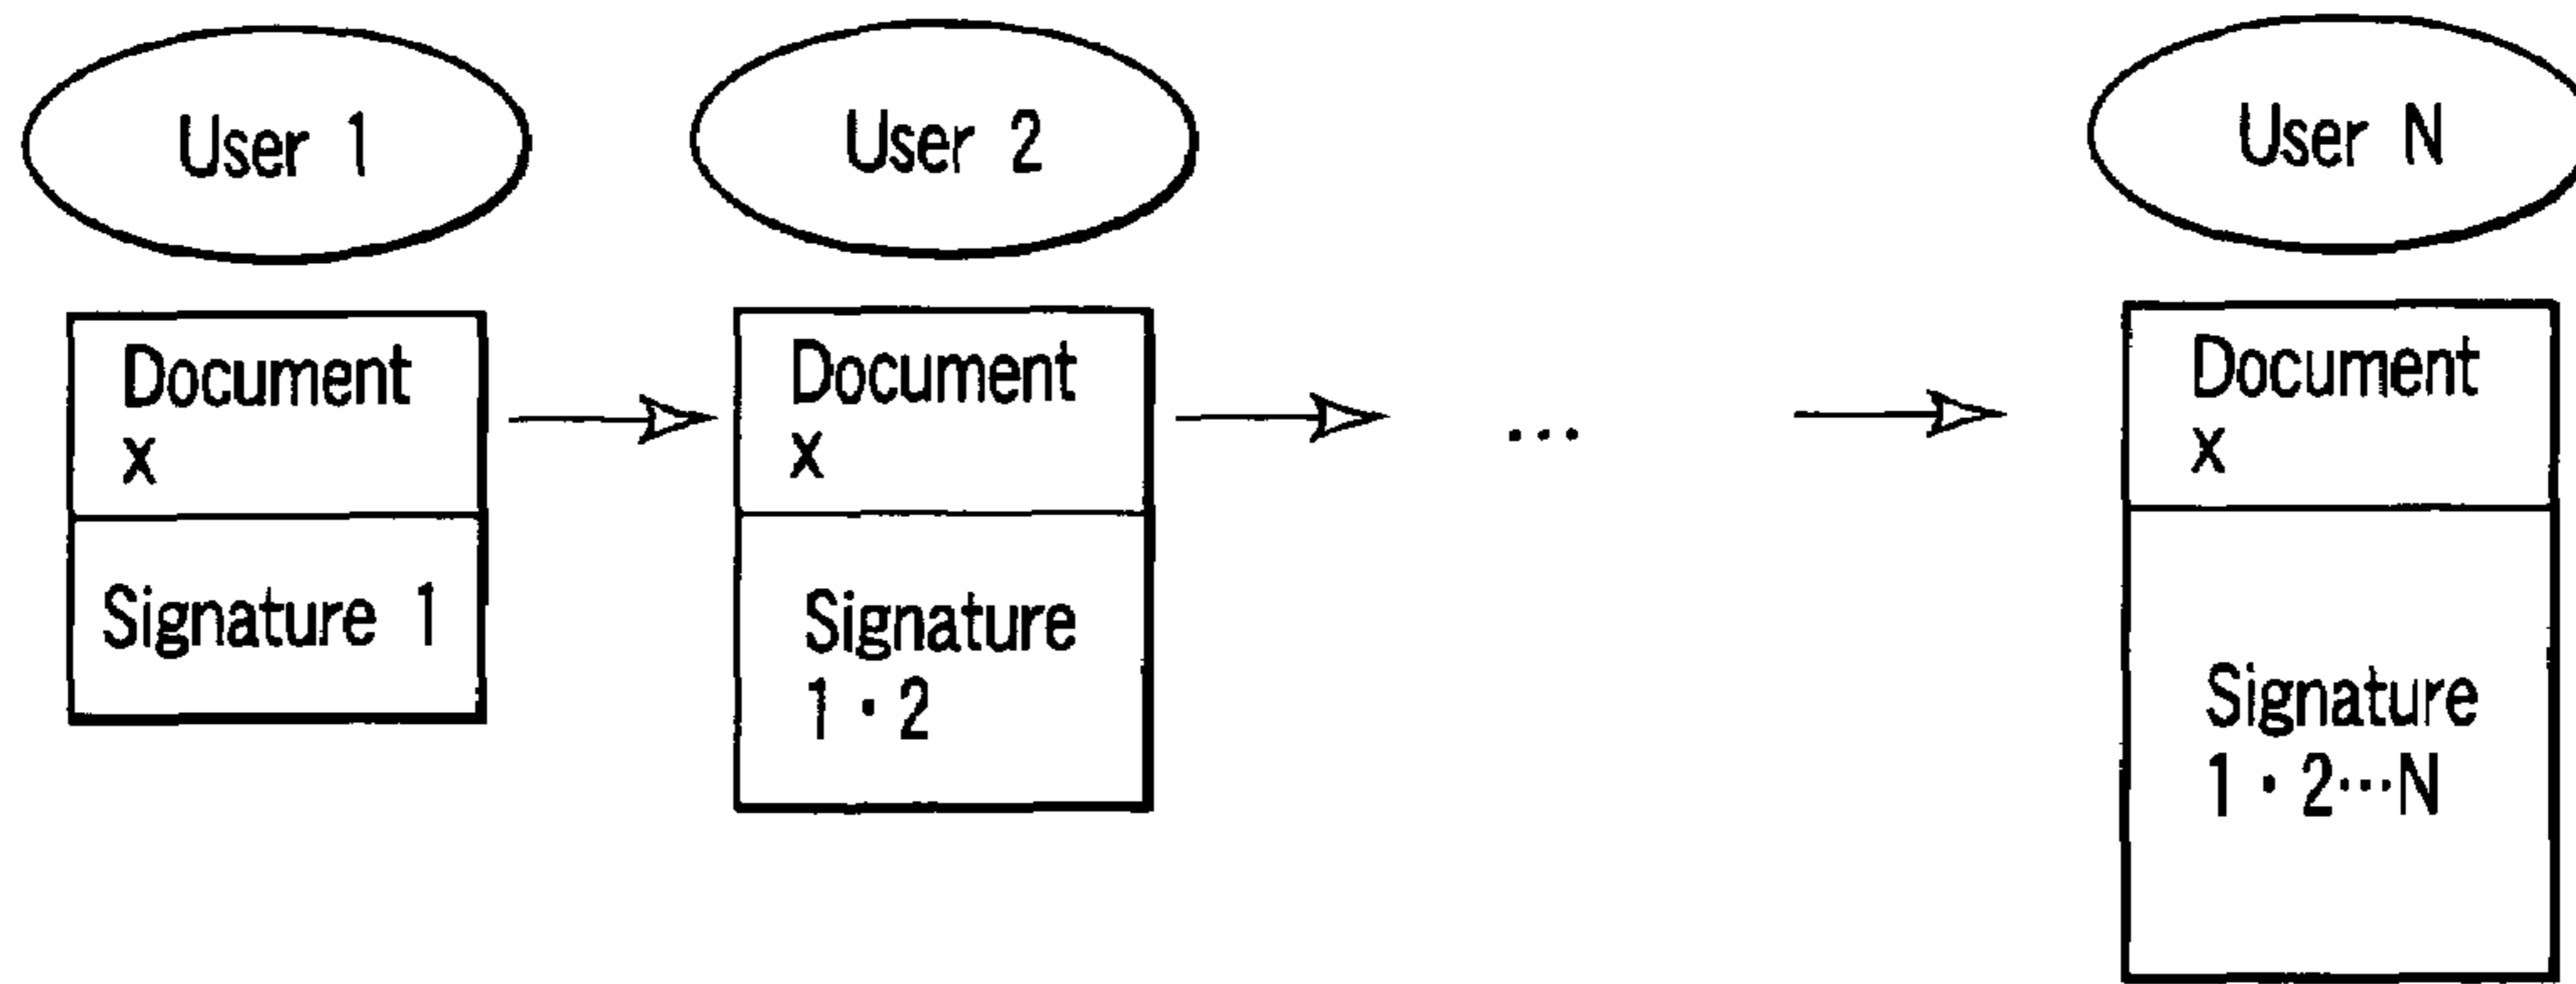 User 1
User 2
User N
Document
x
Signature 1
Document
x
Signature
1・2
...
Document
x
Signature
1・2…N